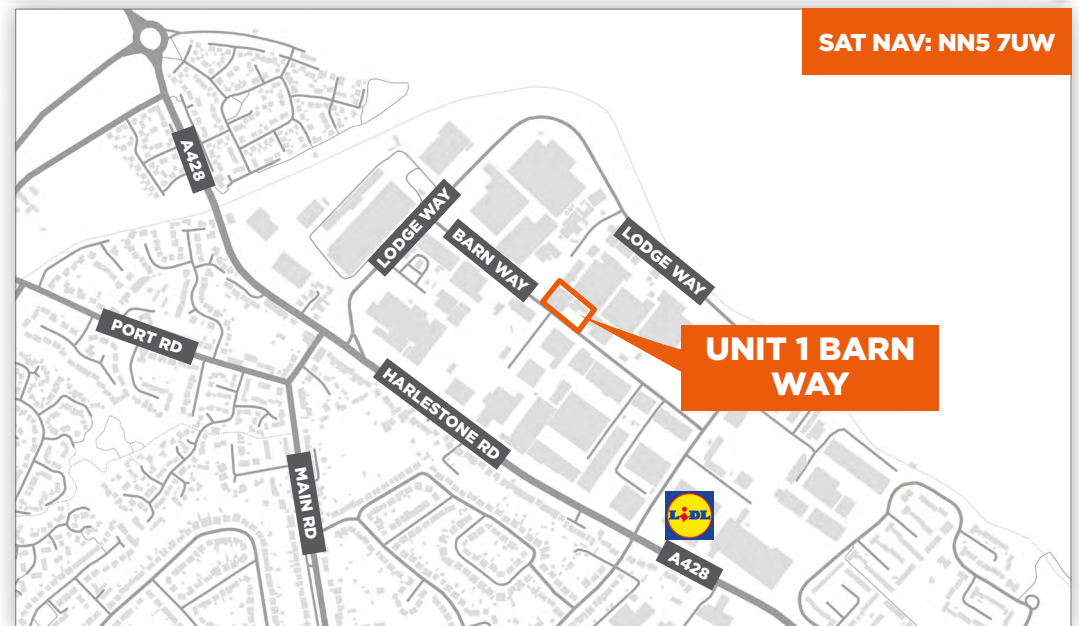 SAT NAV: NN5 7UW
A428
LODGE WAY
BARN WAY
LODGE WAY
PORT RD
UNIT 1 BARN
WAY
HARLESTONE RD
MAIN RD
LiDL
A428